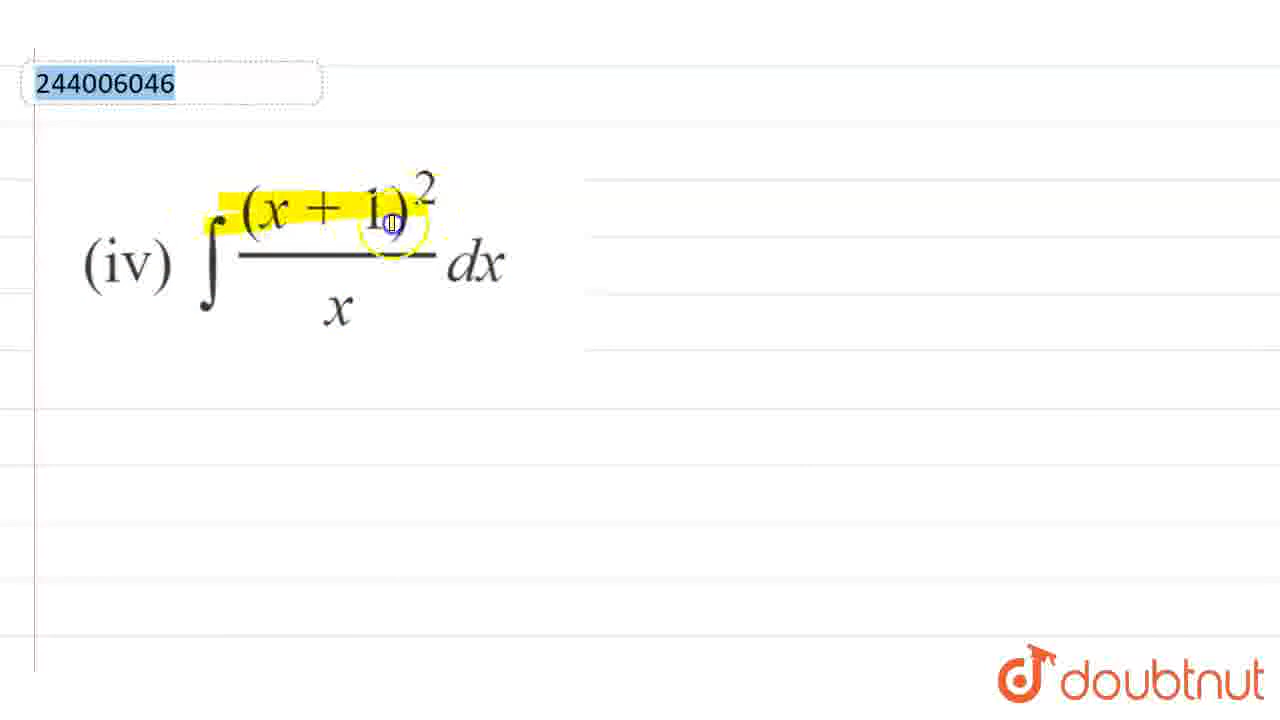 244006046
(iv) ∫ (x + 1)² / x dx
doubtnut